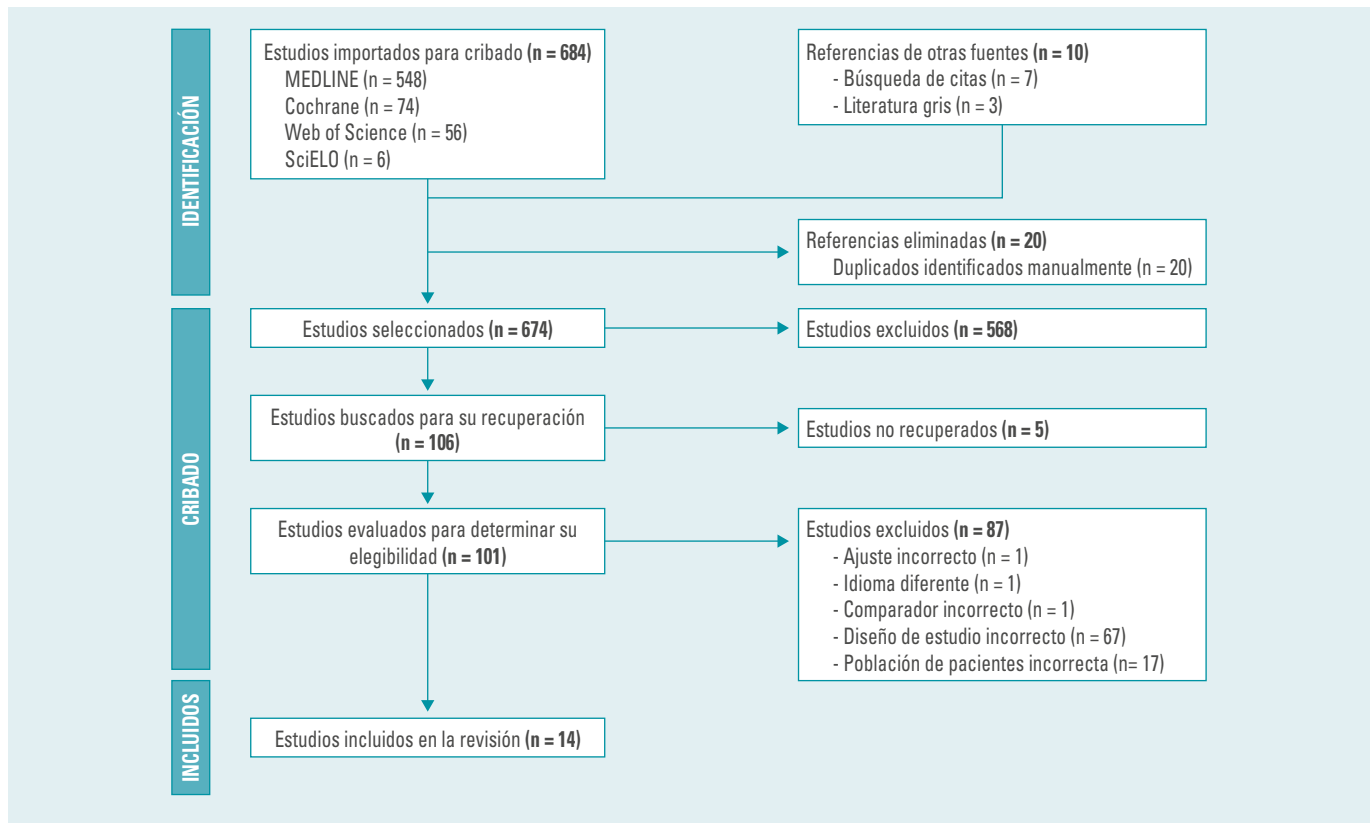 IDENTIFICACIÓN
Estudios importados para cribado (n = 684)
MEDLINE (n = 548)
Cochrane (n = 74)
Web of Science (n = 56)
SciELO (n = 6)
Referencias de otras fuentes (n = 10)
- Búsqueda de citas (n = 7)
- Literatura gris (n = 3)
Referencias eliminadas (n = 20)
Duplicados identificados manualmente (n = 20)
CRIBADO
Estudios seleccionados (n = 674)
Estudios excluidos (n = 568)
Estudios buscados para su recuperación
(n = 106)
Estudios no recuperados (n = 5)
Estudios evaluados para determinar su
elegibilidad (n = 101)
Estudios excluidos (n = 87)
- Ajuste incorrecto (n = 1)
- Idioma diferente (n = 1)
- Comparador incorrecto (n = 1)
- Diseño de estudio incorrecto (n = 67)
- Población de pacientes incorrecta (n= 17)
INCLUIDOS
Estudios incluidos en la revisión (n = 14)